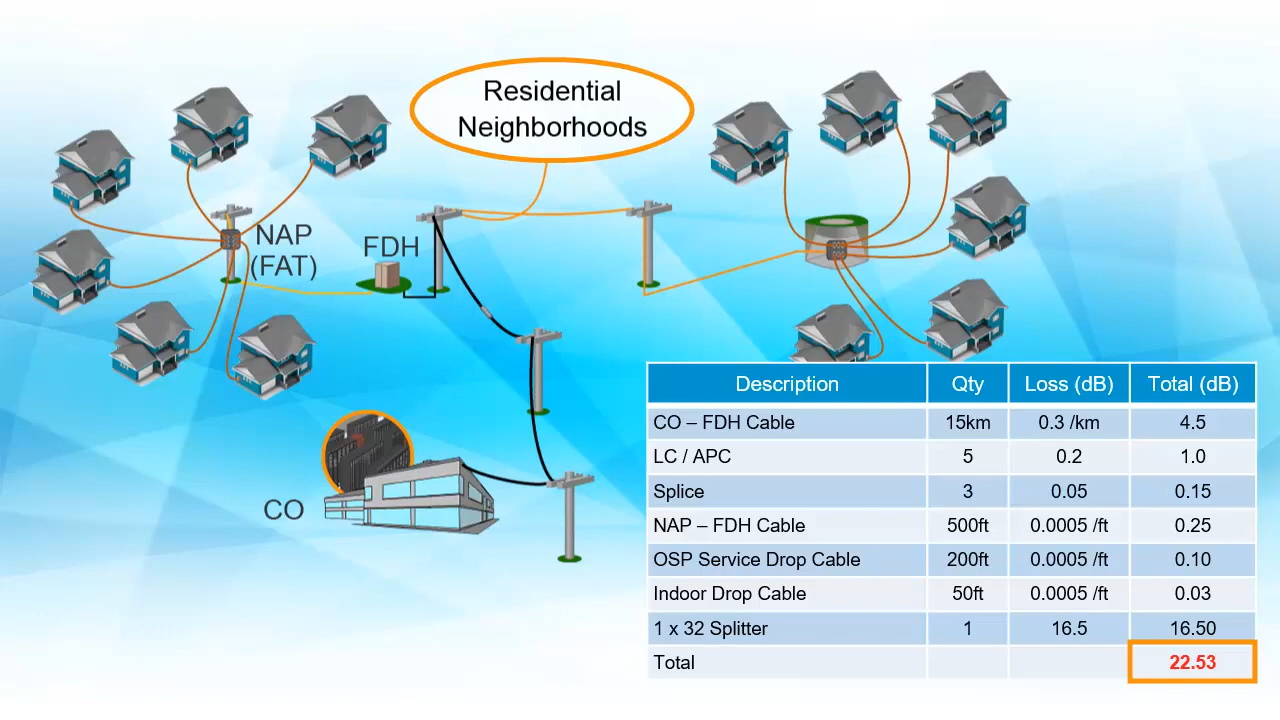 Residential
Neighborhoods
NAP
(FAT)
FDH
CO
Description Qty Loss (dB) Total (dB)
CO – FDH Cable 15km 0.3 /km 4.5
LC / APC 5 0.2 1.0
Splice 3 0.05 0.15
NAP – FDH Cable 500ft 0.0005 /ft 0.25
OSP Service Drop Cable 200ft 0.0005 /ft 0.10
Indoor Drop Cable 50ft 0.0005 /ft 0.03
1 x 32 Splitter 1 16.5 16.50
Total 22.53